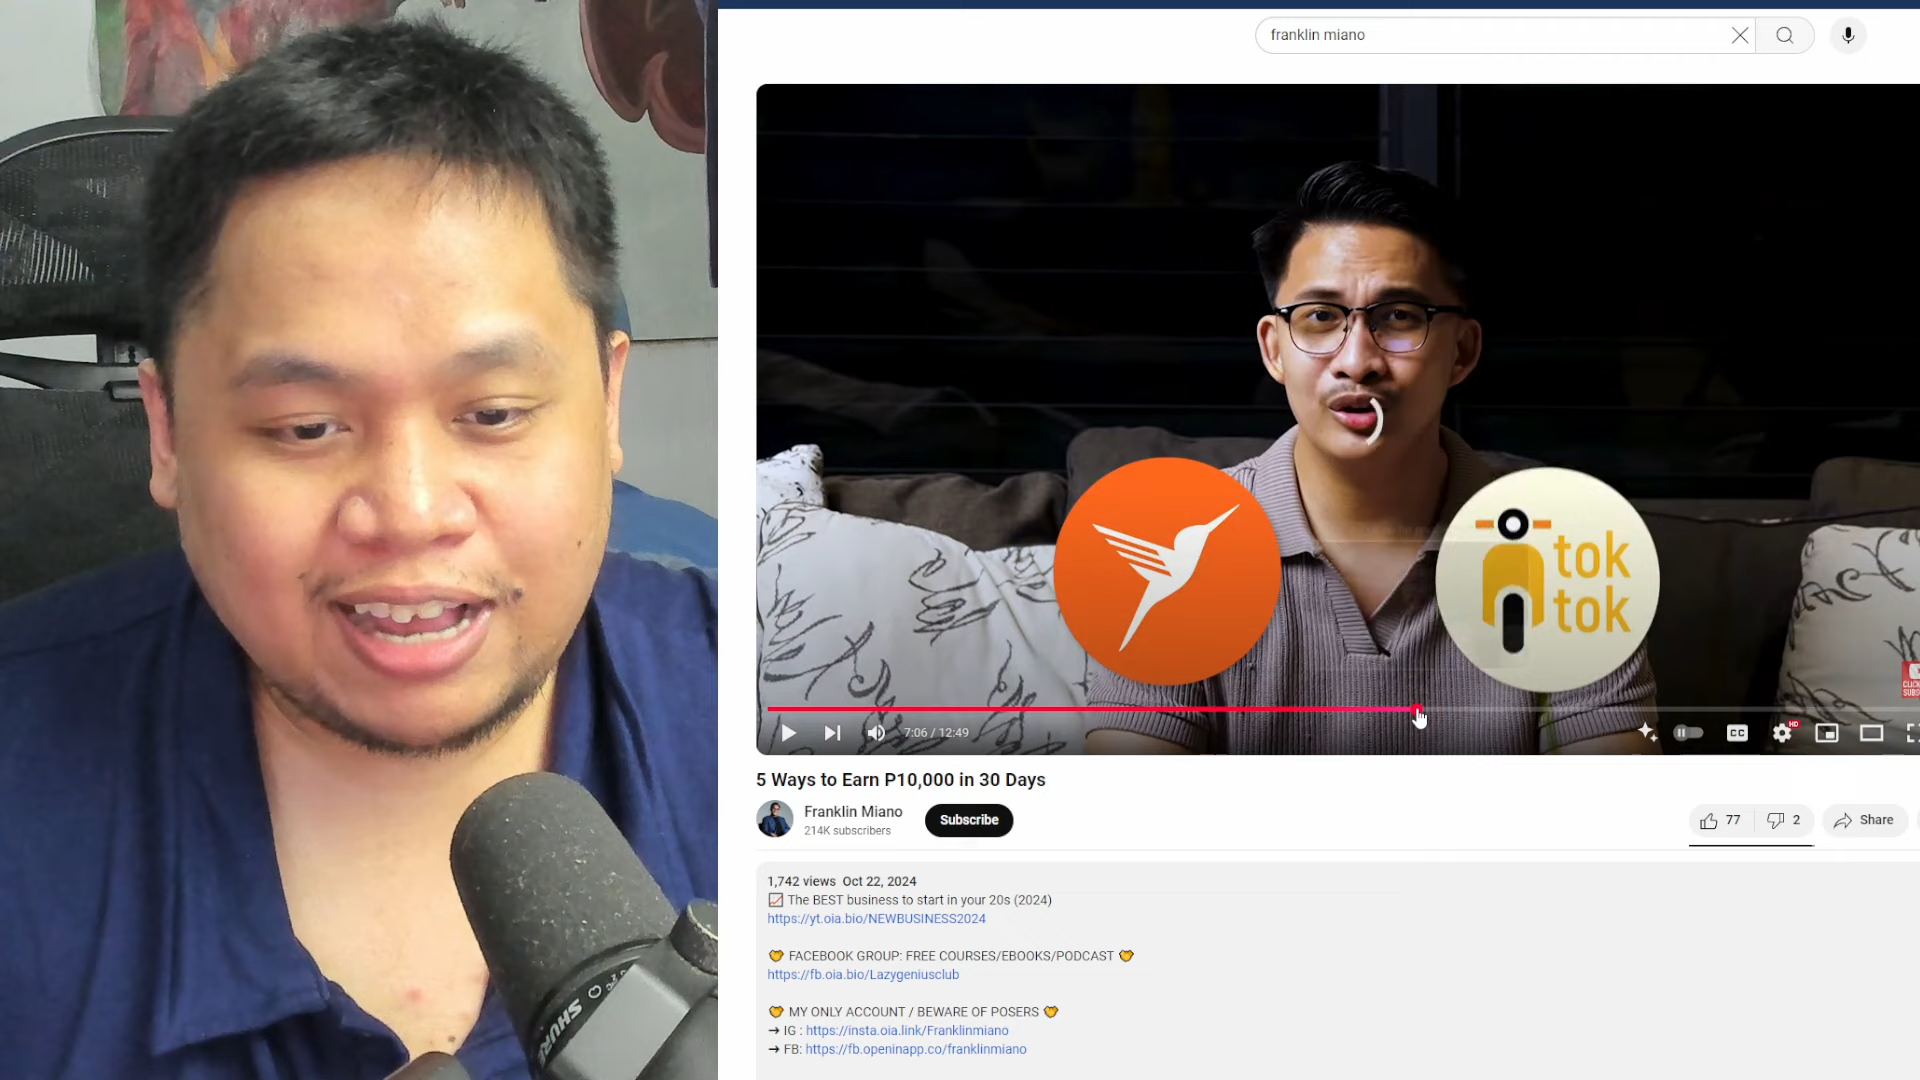 franklin miano
tok
tok
CLICK
HD
CC
7:06 / 12:49
5 Ways to Earn P10,000 in 30 Days
Franklin Miano
214K subscribers
Subscribe
77
2
Share
1,742 views Oct 22, 2024
The BEST business to start in your 20s (2024)
https://yt.oia.bio/NEWBUSINESS2024
FACEBOOK GROUP: FREE COURSES/EBOOKS/PODCAST
https://fb.oia.bio/Lazygeniusclub
MY ONLY ACCOUNT / BEWARE OF POSERS
→ IG : https://insta.oia.link/Franklinmiano
→ FB: https://fb.openinapp.co/franklinmiano
SHURE